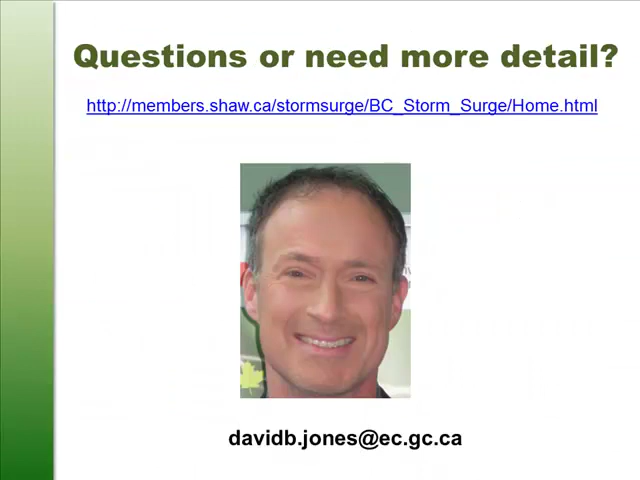 Questions or need more detail?
http://members.shaw.ca/stormsurge/BC_Storm_Surge/Home.html
davidb.jones@ec.gc.ca